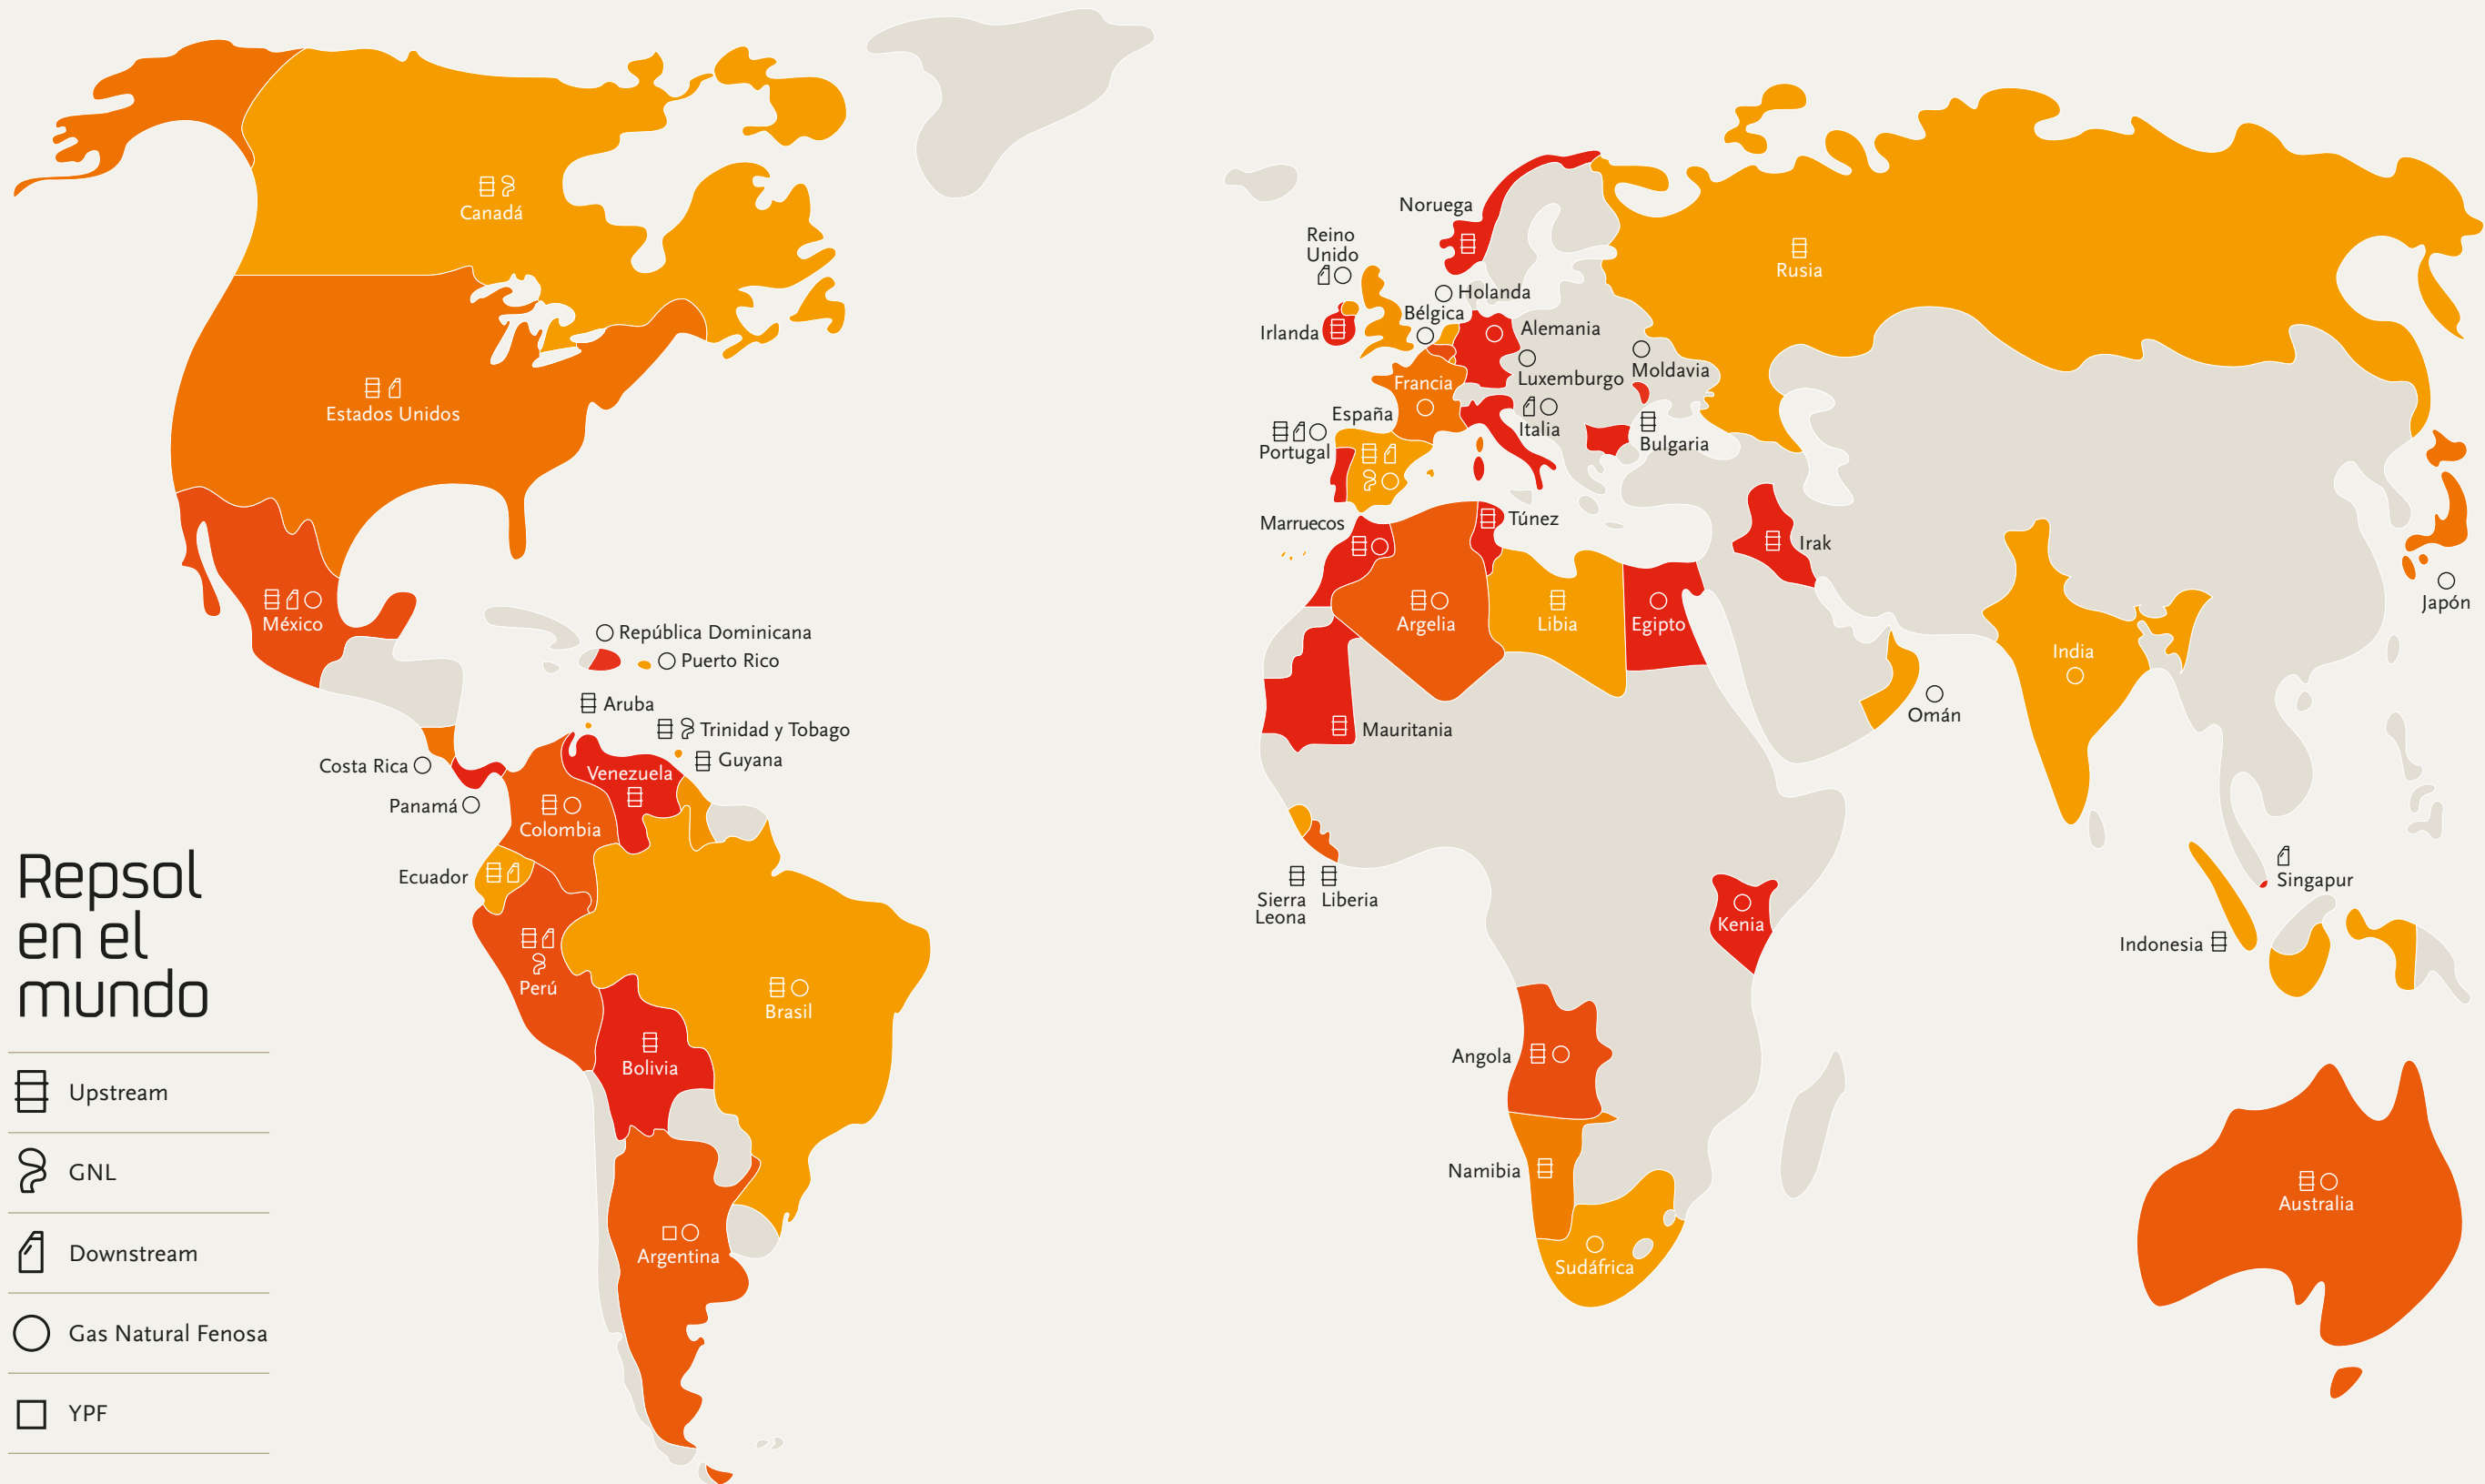 Repsol
en el
mundo
Upstream
GNL
Downstream
Gas Natural Fenosa
YPF
Canadá
Estados Unidos
México
República Dominicana
Puerto Rico
Aruba
Trinidad y Tobago
Guyana
Costa Rica
Panamá
Venezuela
Colombia
Ecuador
Perú
Brasil
Bolivia
Argentina
Noruega
Reino
Unido
Holanda
Bélgica
Irlanda
Alemania
Luxemburgo
Moldavia
Francia
España
Italia
Portugal
Bulgaria
Rusia
Marruecos
Túnez
Irak
Argelia
Libia
Egipto
Mauritania
Omán
India
Japón
Sierra
Leona
Liberia
Kenia
Singapur
Indonesia
Angola
Namibia
Sudáfrica
Australia